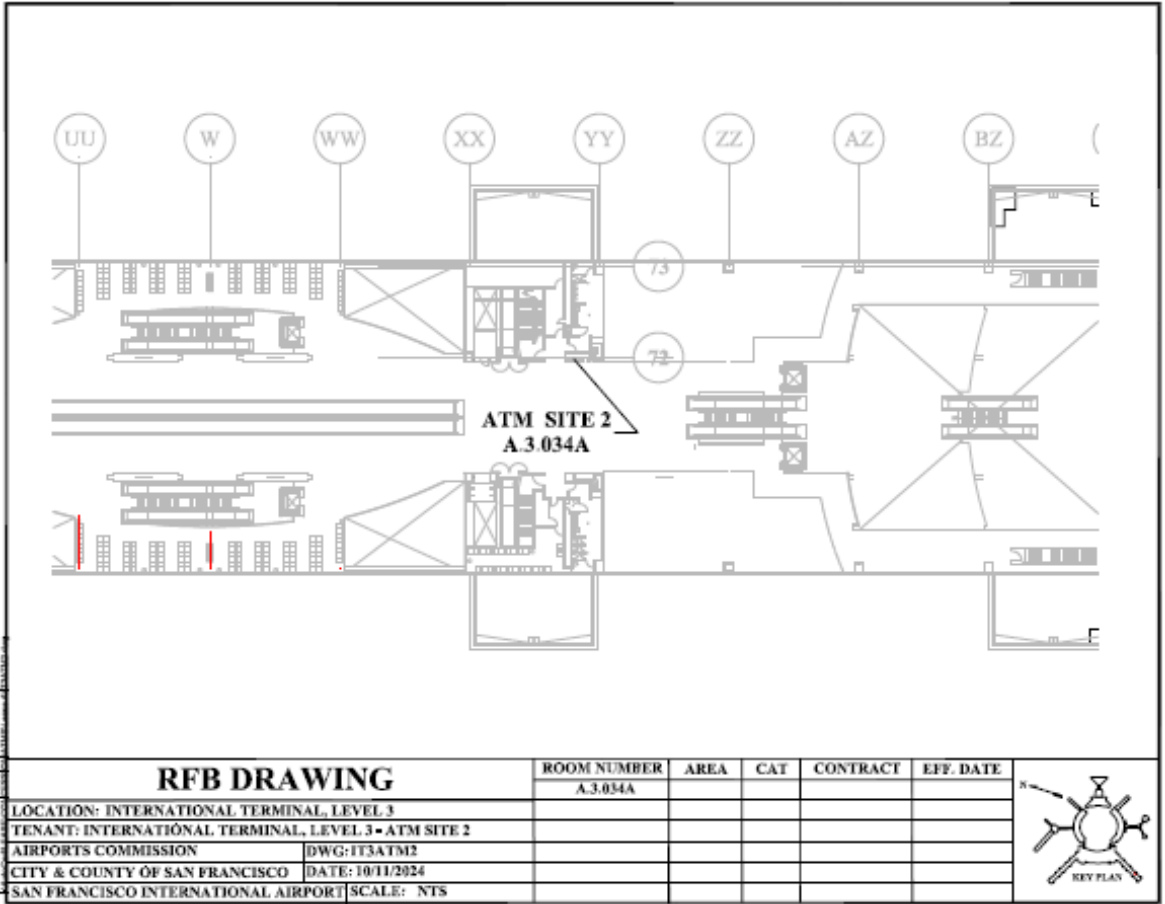 UU W WW XX YY ZZ AZ BZ
73
72
ATM SITE 2
A.3.034A
RFB DRAWING
ROOM NUMBER AREA CAT CONTRACT EFF. DATE
A.3.034A
LOCATION: INTERNATIONAL TERMINAL, LEVEL 3
TENANT: INTERNATIONAL TERMINAL, LEVEL 3 - ATM SITE 2
AIRPORTS COMMISSION DWG: IT3ATM2
CITY & COUNTY OF SAN FRANCISCO DATE: 10/11/2024
SAN FRANCISCO INTERNATIONAL AIRPORT SCALE: NTS
N
KEY PLAN